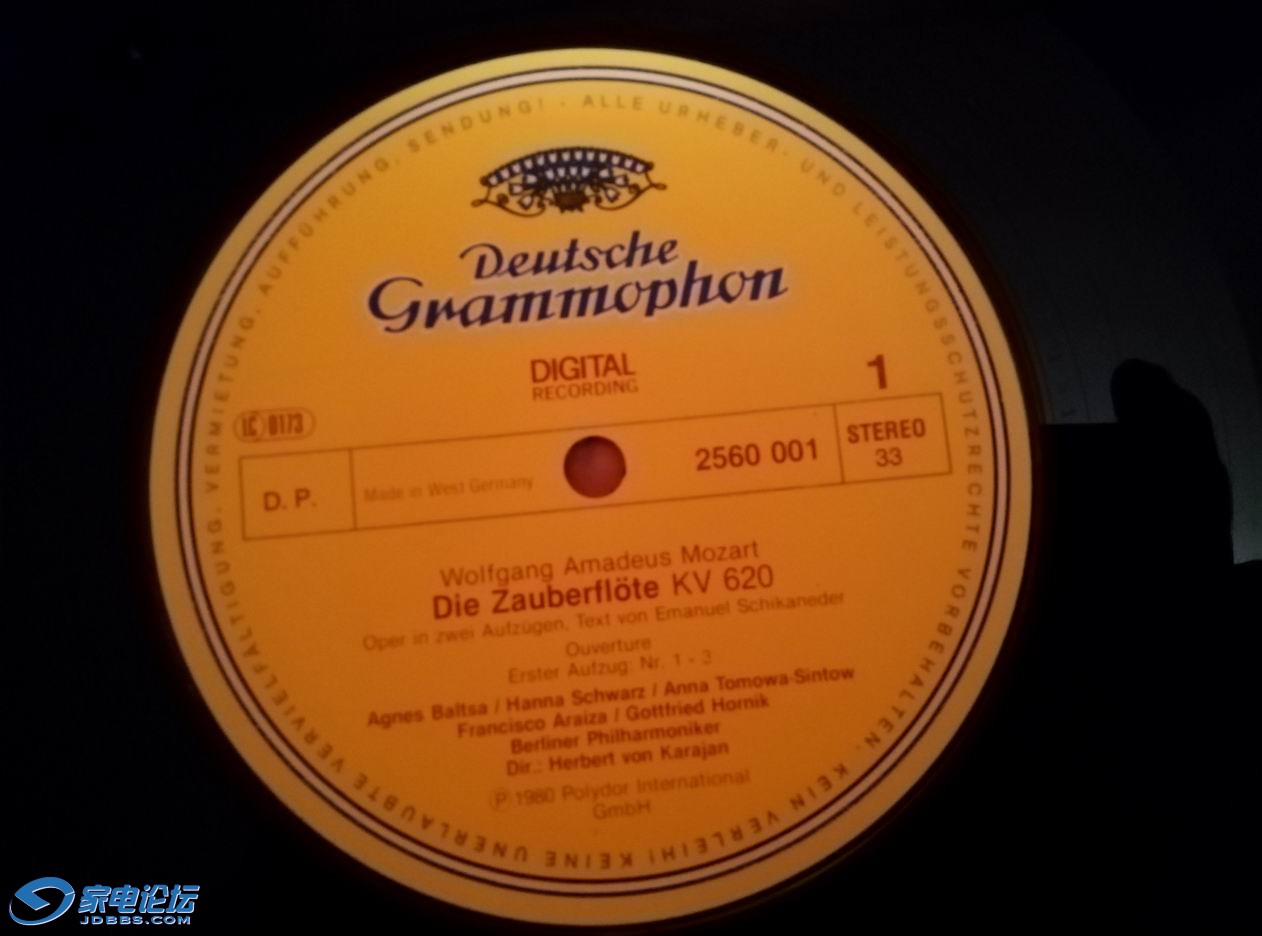 ALLE URHEBER- UND LEISTUNGSSCHUTZRECHTE VORBEHALTEN. KEIN VERLEIH! KEINE UNERLAUBTE VERVIELFÄLTIGUNG, VERMIETUNG, AUFFÜHRUNG, SENDUNG! ·
Deutsche
Grammophon
DIGITAL
RECORDING
1
LC 0173
D. P.
Made in West Germany
2560 001
STEREO
33
Wolfgang Amadeus Mozart
Die Zauberflöte KV 620
Oper in zwei Aufzügen, Text von Emanuel Schikaneder
Ouverture
Erster Aufzug: Nr. 1 - 3
Agnes Baltsa / Hanna Schwarz / Anna Tomowa-Sintow
Francisco Araiza / Gottfried Hornik
Berliner Philharmoniker
Dir.: Herbert von Karajan
Ⓟ 1980 Polydor International
GmbH
家电论坛
JDBBS.COM